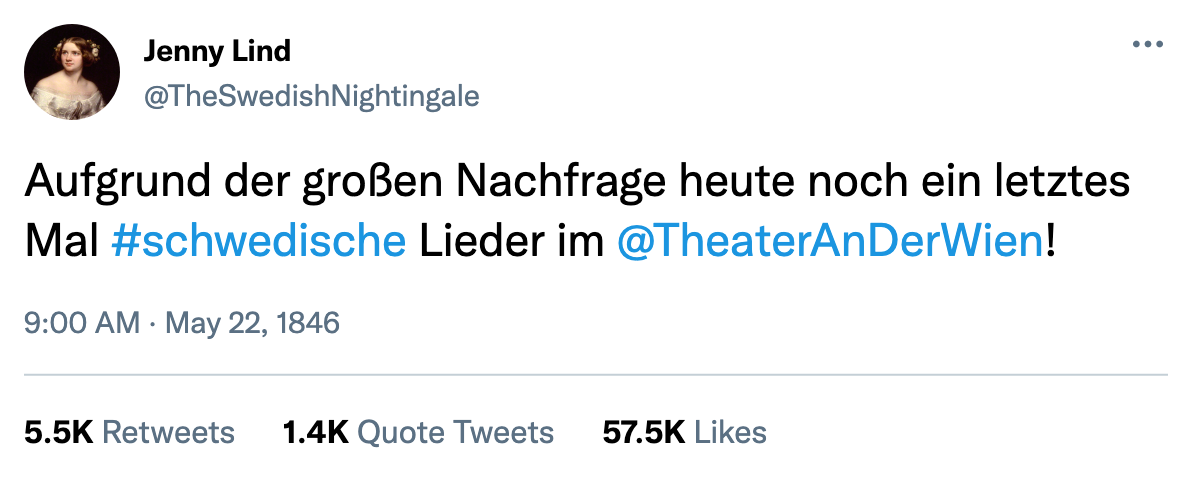 Jenny Lind
@TheSwedishNightingale
Aufgrund der großen Nachfrage heute noch ein letztes
Mal #schwedische Lieder im @TheaterAnDerWien!
9:00 AM · May 22, 1846
5.5K Retweets 1.4K Quote Tweets 57.5K Likes